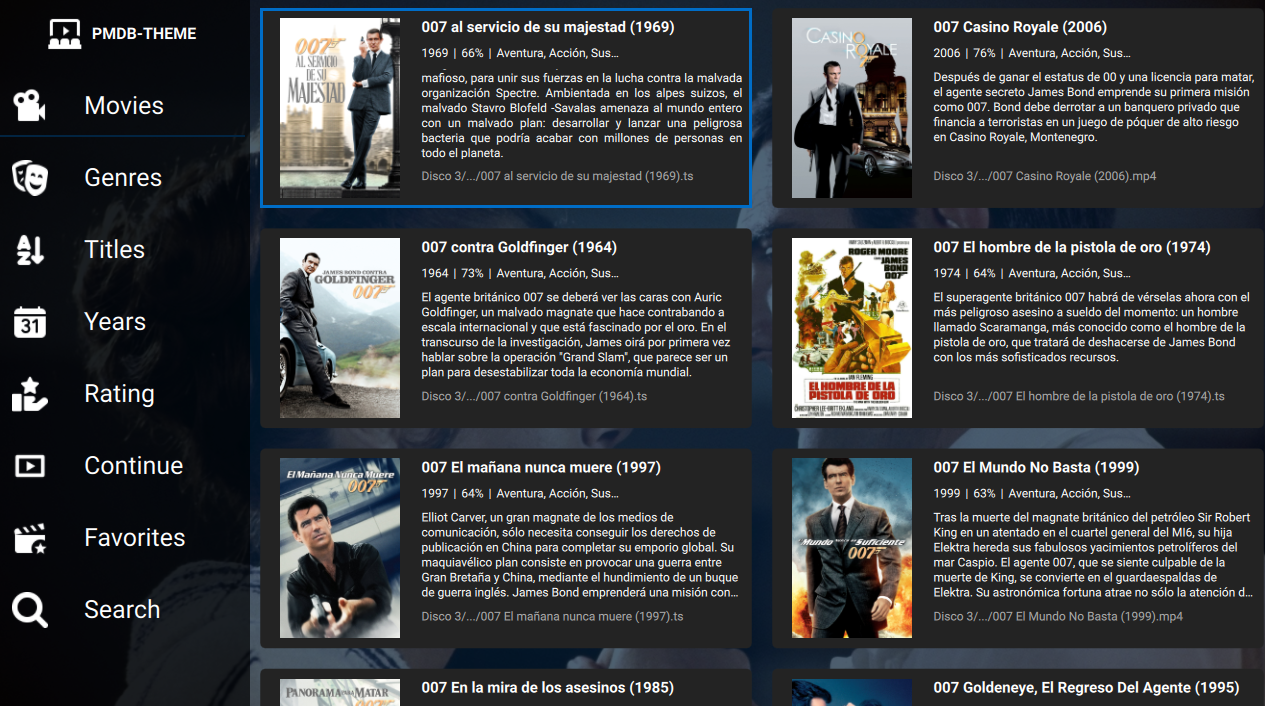 PMDB-THEME
Movies
Genres
Titles
31
Years
Rating
Continue
Favorites
Search
007
AL SERVICIO
DE SU
MAJESTAD
007 al servicio de su majestad (1969)
1969 | 66% | Aventura, Acción, Sus...
mafioso, para unir sus fuerzas en la lucha contra la malvada
organización Spectre. Ambientada en los alpes suizos, el
malvado Stavro Blofeld -Savalas amenaza al mundo entero
con un malvado plan: desarrollar y lanzar una peligrosa
bacteria que podría acabar con millones de personas en
todo el planeta.
Disco 3/.../007 al servicio de su majestad (1969).ts
CASINO
ROYALE
007 Casino Royale (2006)
2006 | 76% | Aventura, Acción, Sus...
Después de ganar el estatus de 00 y una licencia para matar,
el agente secreto James Bond emprende su primera misión
como 007. Bond debe derrotar a un banquero privado que
financia a terroristas en un juego de póquer de alto riesgo
en Casino Royale, Montenegro.
Disco 3/.../007 Casino Royale (2006).mp4
JAMES BOND CONTRA
GOLDFINGER
007
007 contra Goldfinger (1964)
1964 | 73% | Aventura, Acción, Sus...
El agente británico 007 se deberá ver las caras con Auric
Goldfinger, un malvado magnate que hace contrabando a
escala internacional y que está fascinado por el oro. En el
transcurso de la investigación, James oirá por primera vez
hablar sobre la operación "Grand Slam", que parece ser un
plan para desestabilizar toda la economía mundial.
Disco 3/.../007 contra Goldfinger (1964).ts
ROGER MOORE
JAMES
BOND
007
IAN FLEMING
EL HOMBRE DE LA
PISTOLA DE ORO
CHRISTOPHER LEE · BRITT EKLAND
007 El hombre de la pistola de oro (1974)
1974 | 64% | Aventura, Acción, Sus...
El superagente británico 007 habrá de vérselas ahora con el
más peligroso asesino a sueldo del momento: un hombre
llamado Scaramanga, más conocido como el hombre de la
pistola de oro, que tratará de deshacerse de James Bond
con los más sofisticados recursos.
Disco 3/.../007 El hombre de la pistola de oro (1974).ts
El Mañana Nunca Muere
007
007 El mañana nunca muere (1997)
1997 | 64% | Aventura, Acción, Sus...
Elliot Carver, un gran magnate de los medios de
comunicación, sólo necesita conseguir los derechos de
publicación en China para completar su emporio global. Su
maquiavélico plan consiste en provocar una guerra entre
Gran Bretaña y China, mediante el hundimiento de un buque
de guerra inglés. James Bond emprenderá una misión con...
Disco 3/.../007 El mañana nunca muere (1997).ts
Mundo Suficiente
007
007 El Mundo No Basta (1999)
1999 | 63% | Aventura, Acción, Sus...
Tras la muerte del magnate británico del petróleo Sir Robert
King en un atentado en el cuartel general del MI6, su hija
Elektra hereda sus fabulosos yacimientos petrolíferos del
mar Caspio. El agente 007, que se siente culpable de la
muerte de King, se convierte en el guardaespaldas de
Elektra. Su astronómica fortuna atrae no sólo la atención d...
Disco 3/.../007 El Mundo No Basta (1999).mp4
PANORAMA PARA MATAR
007 En la mira de los asesinos (1985)
007 Goldeneye, El Regreso Del Agente (1995)